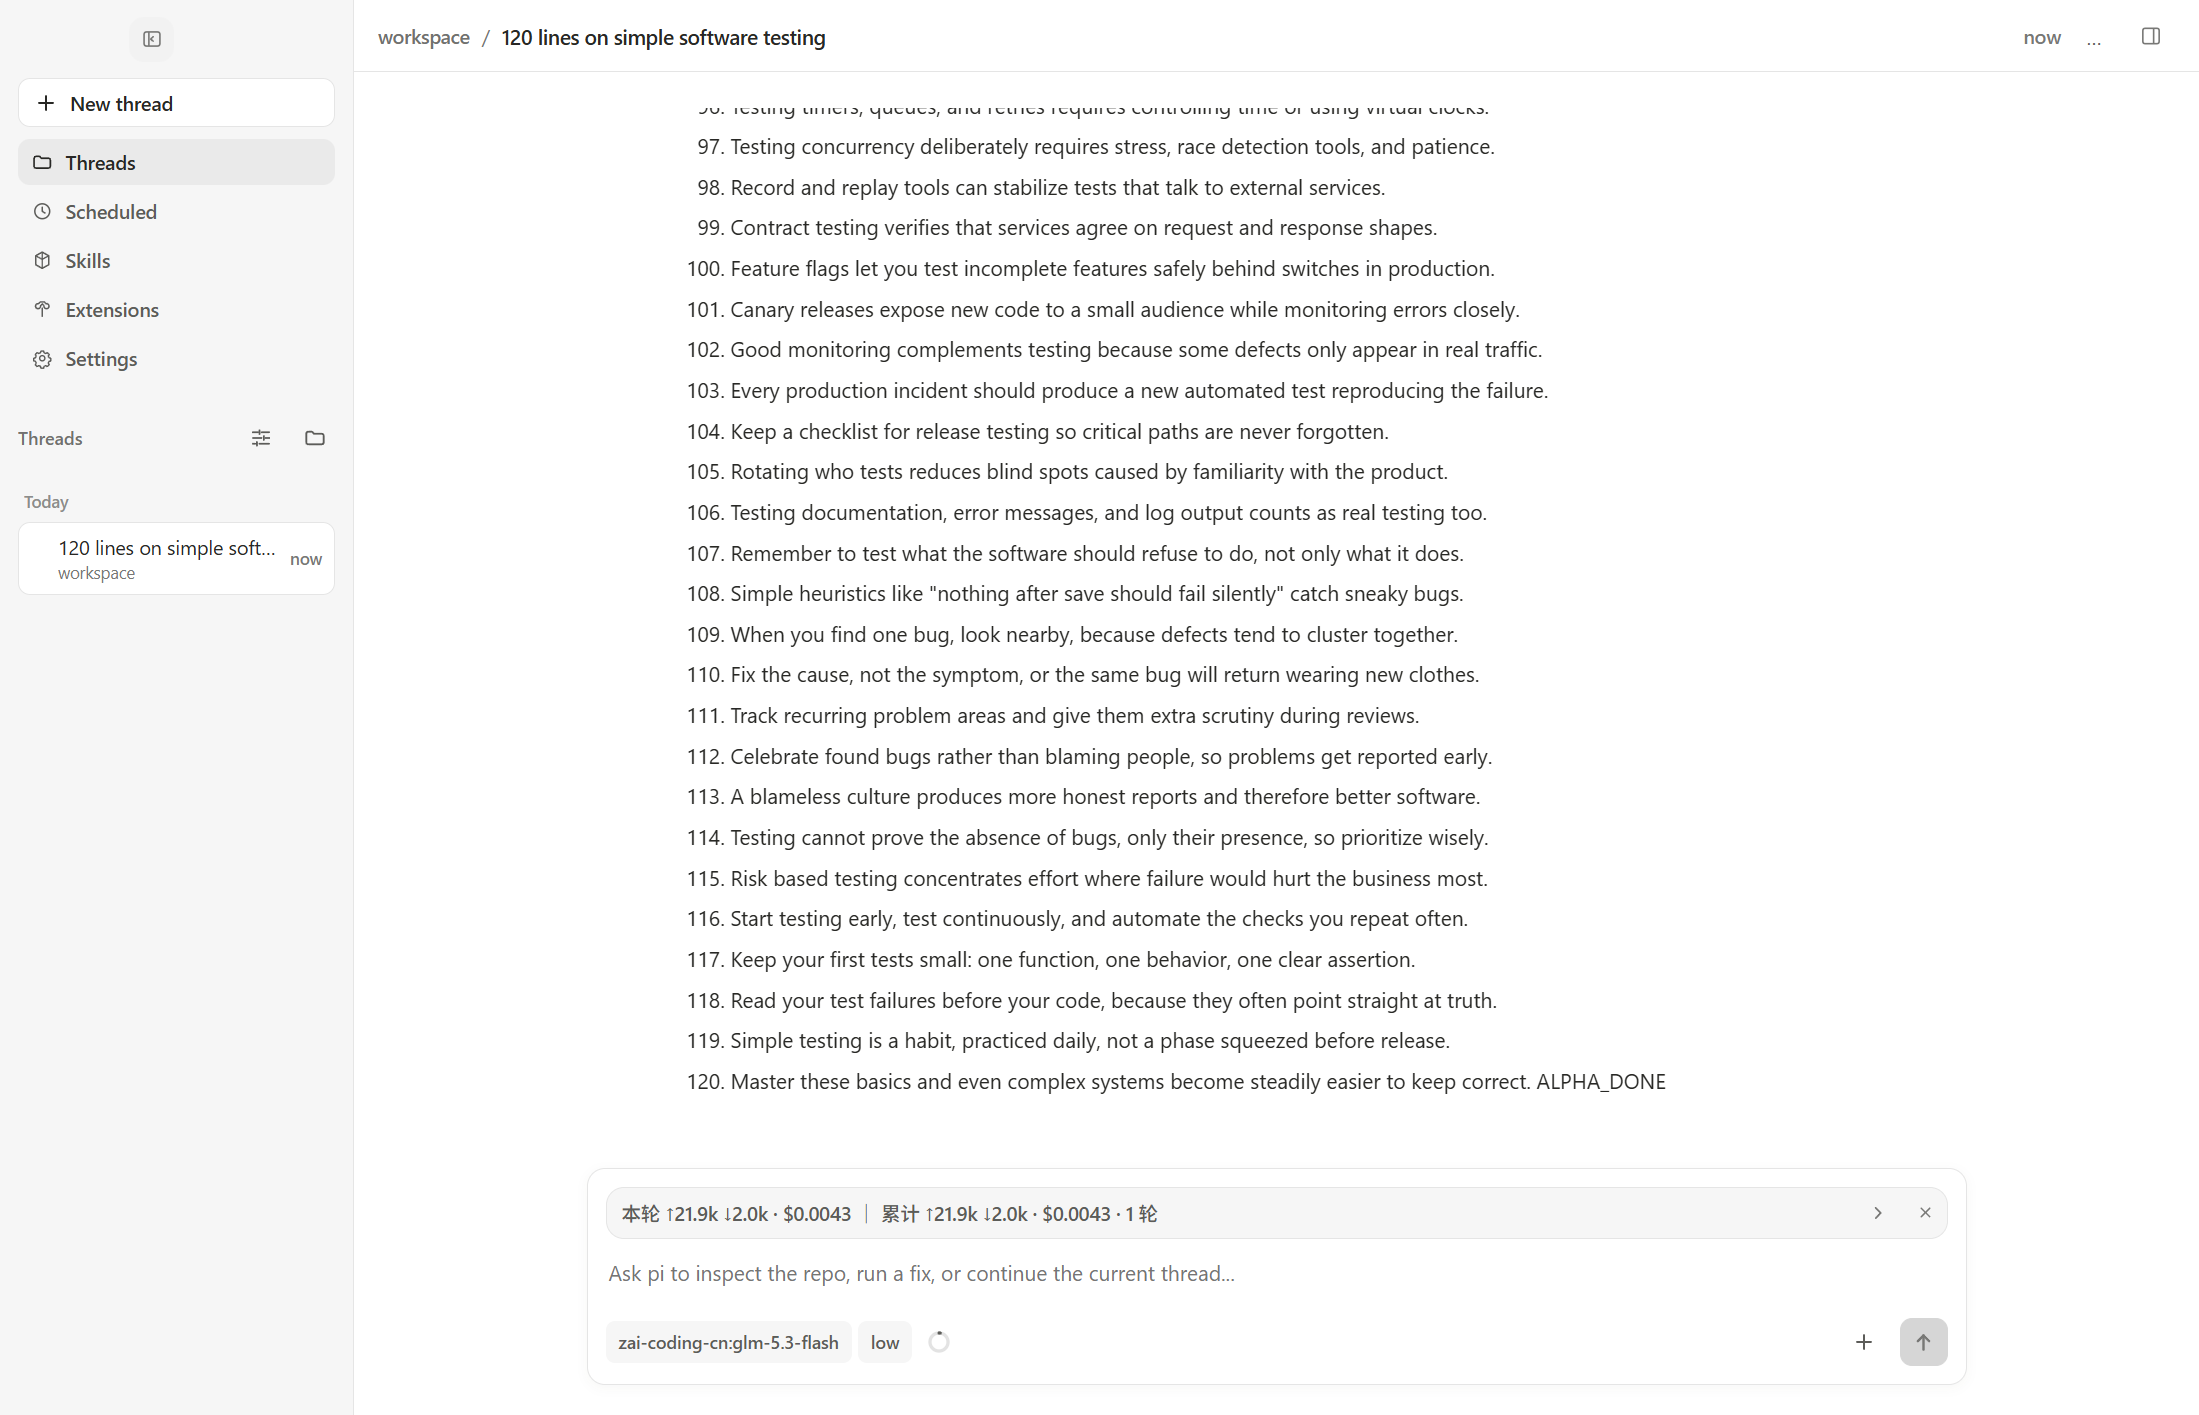 workspace / 120 lines on simple software testing
now ...
New thread
Threads
Scheduled
Skills
Extensions
Settings
Threads
Today
120 lines on simple soft...
now
workspace
96. Testing timers, queues, and retries requires controlling time or using virtual clocks.
97. Testing concurrency deliberately requires stress, race detection tools, and patience.
98. Record and replay tools can stabilize tests that talk to external services.
99. Contract testing verifies that services agree on request and response shapes.
100. Feature flags let you test incomplete features safely behind switches in production.
101. Canary releases expose new code to a small audience while monitoring errors closely.
102. Good monitoring complements testing because some defects only appear in real traffic.
103. Every production incident should produce a new automated test reproducing the failure.
104. Keep a checklist for release testing so critical paths are never forgotten.
105. Rotating who tests reduces blind spots caused by familiarity with the product.
106. Testing documentation, error messages, and log output counts as real testing too.
107. Remember to test what the software should refuse to do, not only what it does.
108. Simple heuristics like "nothing after save should fail silently" catch sneaky bugs.
109. When you find one bug, look nearby, because defects tend to cluster together.
110. Fix the cause, not the symptom, or the same bug will return wearing new clothes.
111. Track recurring problem areas and give them extra scrutiny during reviews.
112. Celebrate found bugs rather than blaming people, so problems get reported early.
113. A blameless culture produces more honest reports and therefore better software.
114. Testing cannot prove the absence of bugs, only their presence, so prioritize wisely.
115. Risk based testing concentrates effort where failure would hurt the business most.
116. Start testing early, test continuously, and automate the checks you repeat often.
117. Keep your first tests small: one function, one behavior, one clear assertion.
118. Read your test failures before your code, because they often point straight at truth.
119. Simple testing is a habit, practiced daily, not a phase squeezed before release.
120. Master these basics and even complex systems become steadily easier to keep correct. ALPHA_DONE
本轮 ↑21.9k ↓2.0k · $0.0043 | 累计 ↑21.9k ↓2.0k · $0.0043 · 1 轮
Ask pi to inspect the repo, run a fix, or continue the current thread...
zai-coding-cn:glm-5.3-flash low